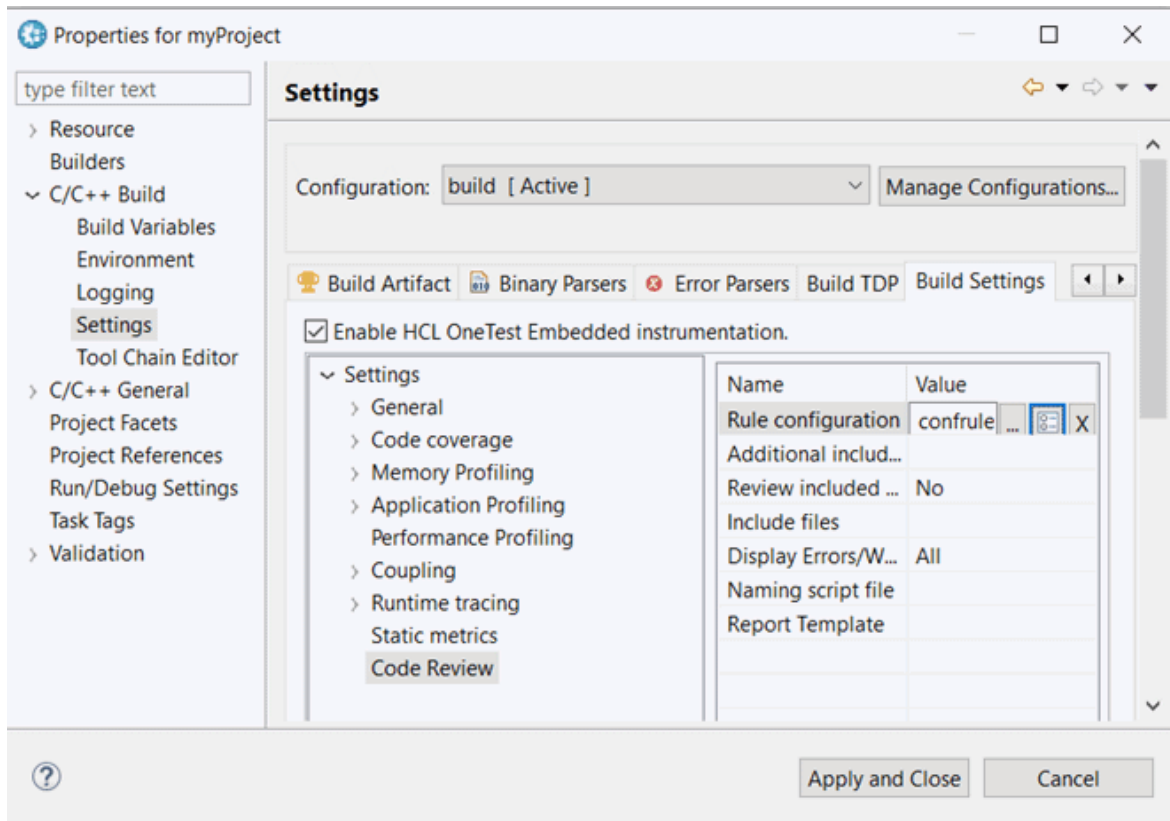 Properties for myProject
type filter text
Resource
Builders
C/C++ Build
Build Variables
Environment
Logging
Settings
Tool Chain Editor
C/C++ General
Project Facets
Project References
Run/Debug Settings
Task Tags
Validation
Settings
Configuration: build [ Active ] Manage Configurations...
Build Artifact Binary Parsers Error Parsers Build TDP Build Settings
Enable HCL OneTest Embedded instrumentation.
Settings
General
Code coverage
Memory Profiling
Application Profiling
Performance Profiling
Coupling
Runtime tracing
Static metrics
Code Review
Name Value
Rule configuration confrule ... X
Additional includ...
Review included ... No
Include files
Display Errors/W... All
Naming script file
Report Template
? Apply and Close Cancel